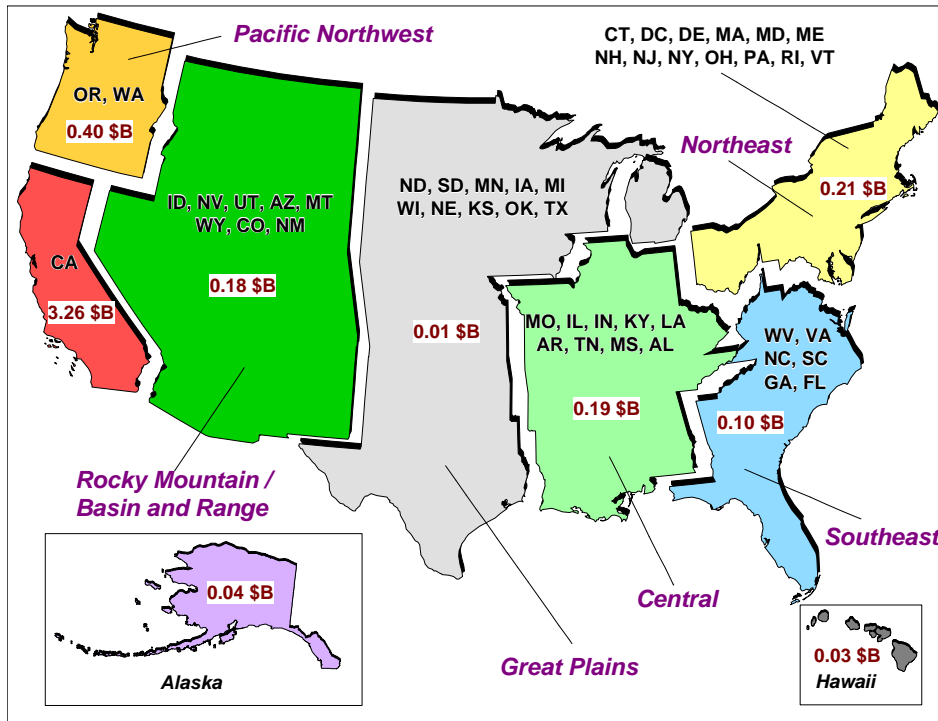 Pacific Northwest
CT, DC, DE, MA, MD, ME
NH, NJ, NY, OH, PA, RI, VT
OR, WA
0.40 $B
Northeast
0.21 $B
ND, SD, MN, IA, MI
WI, NE, KS, OK, TX
ID, NV, UT, AZ, MT
WY, CO, NM
CA
0.18 $B
3.26 $B
0.01 $B
MO, IL, IN, KY, LA
AR, TN, MS, AL
WV, VA
NC, SC
GA, FL
0.19 $B
0.10 $B
Rocky Mountain /
Basin and Range
Southeast
0.04 $B
Central
Great Plains
Alaska
0.03 $B
Hawaii